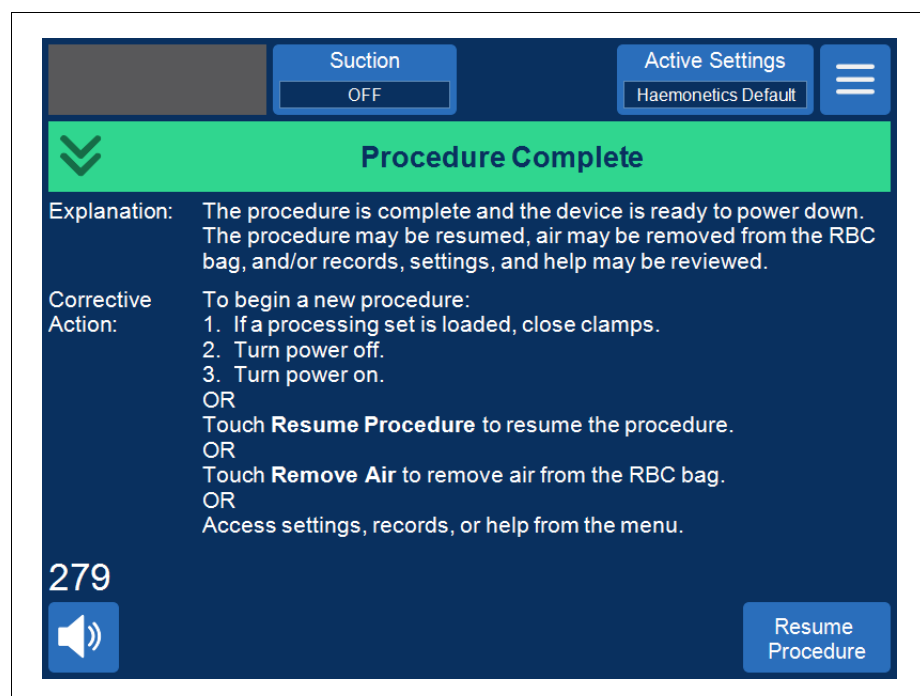 Suction
OFF
Active Settings
Haemonetics Default
Procedure Complete
Explanation:
The procedure is complete and the device is ready to power down.
The procedure may be resumed, air may be removed from the RBC
bag, and/or records, settings, and help may be reviewed.
Corrective
Action:
To begin a new procedure:
1. If a processing set is loaded, close clamps.
2. Turn power off.
3. Turn power on.
OR
Touch Resume Procedure to resume the procedure.
OR
Touch Remove Air to remove air from the RBC bag.
OR
Access settings, records, or help from the menu.
279
Resume
Procedure